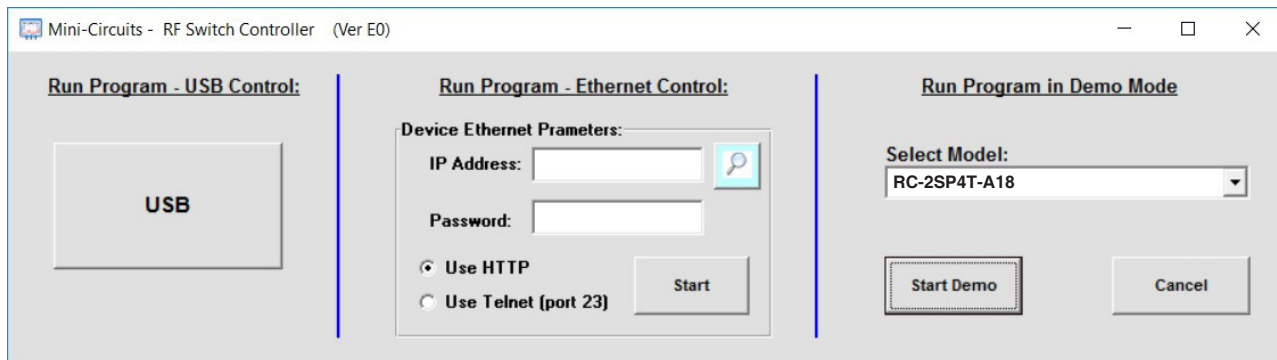 Mini-Circuits -  RF Switch Controller    (Ver E0)
Run Program - USB Control:
USB
Run Program - Ethernet Control:
Device Ethernet Prameters:
IP Address:
Password:
Use HTTP
Use Telnet (port 23)
Start
Run Program in Demo Mode
Select Model:
RC-2SP4T-A18
Start Demo
Cancel